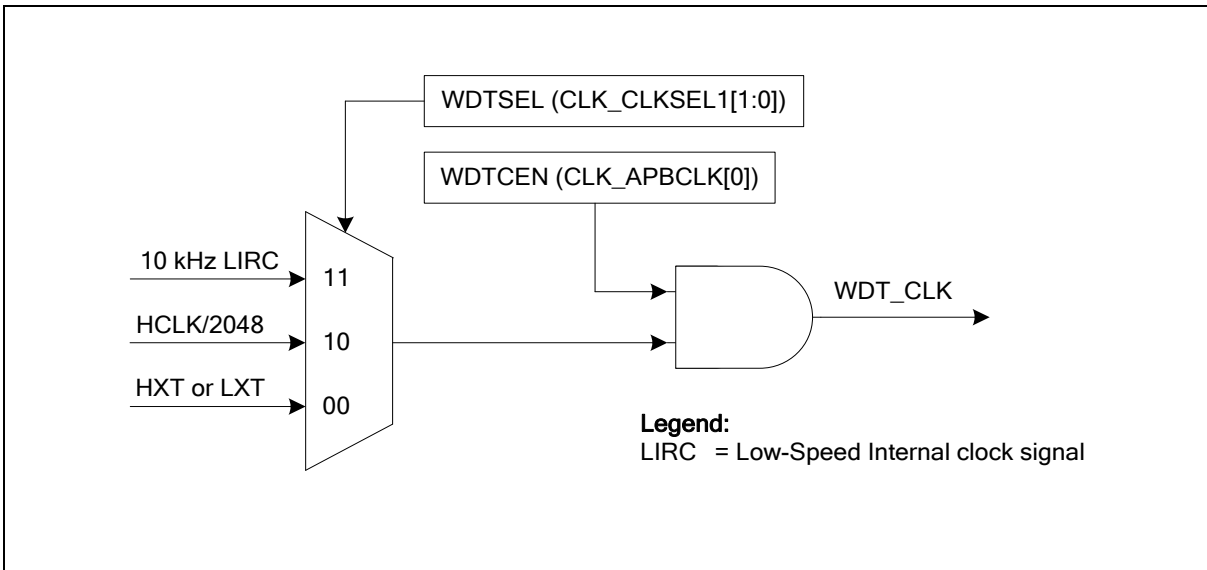 WDTSEL (CLK_CLKSEL1[1:0])
WDTCEN (CLK_APBCLK[0])
10 kHz LIRC
11
HCLK/2048
10
HXT or LXT
00
WDT_CLK
Legend:
LIRC = Low-Speed Internal clock signal